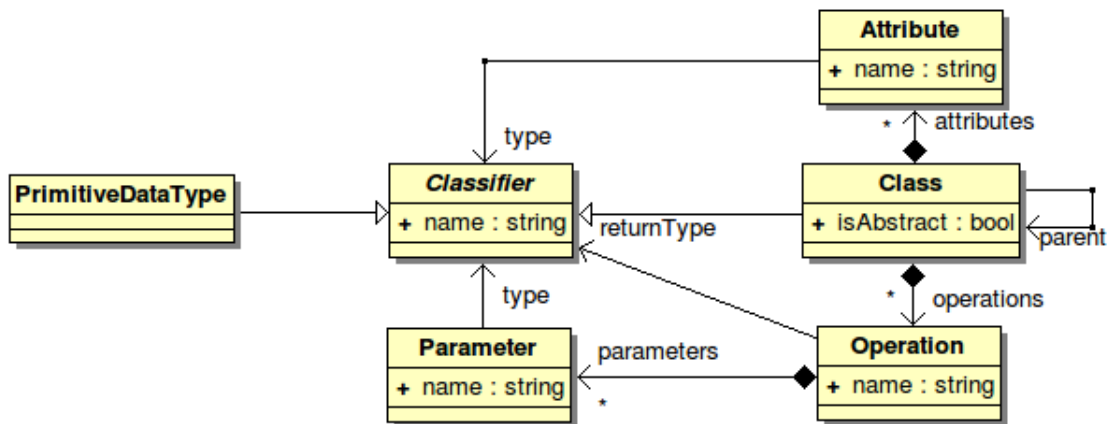 Attribute
+ name : string
* attributes
type
PrimitiveDataType
Classifier
+ name : string
Class
+ isAbstract : bool
returnType
parent
type
* operations
Parameter
+ name : string
parameters
*
Operation
+ name : string